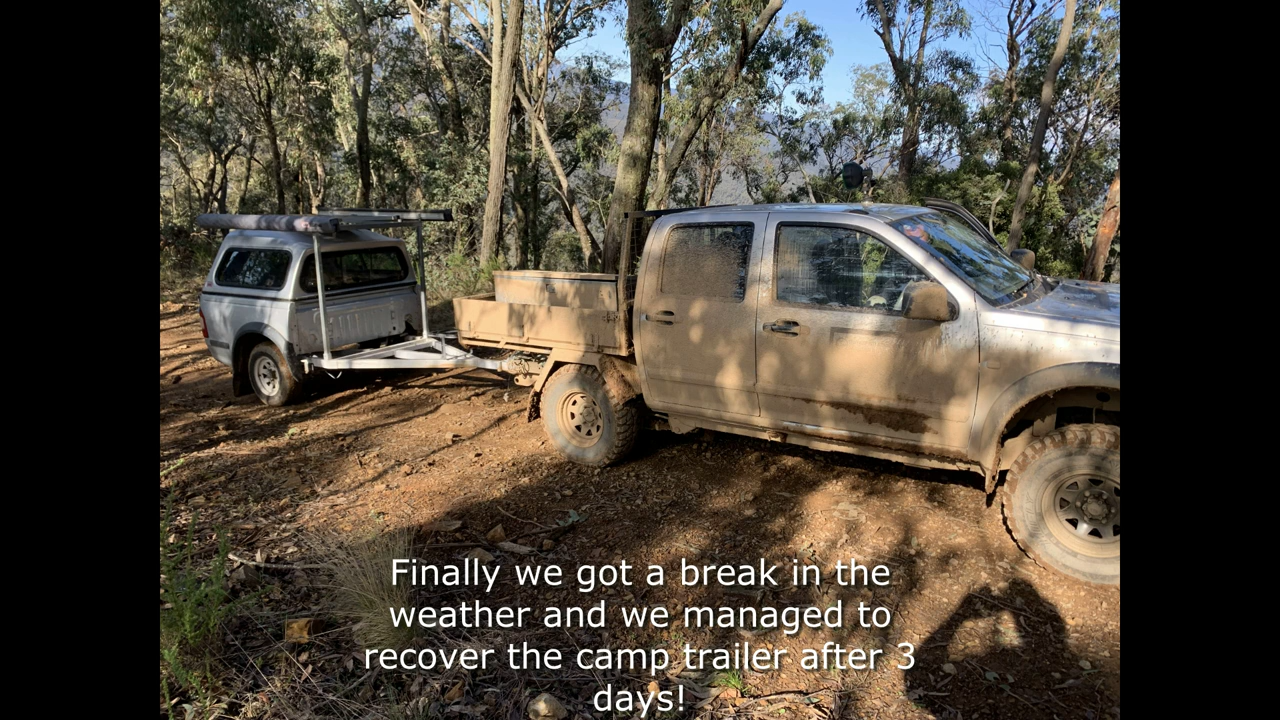 Finally we got a break in the
weather and we managed to
recover the camp trailer after 3
days!